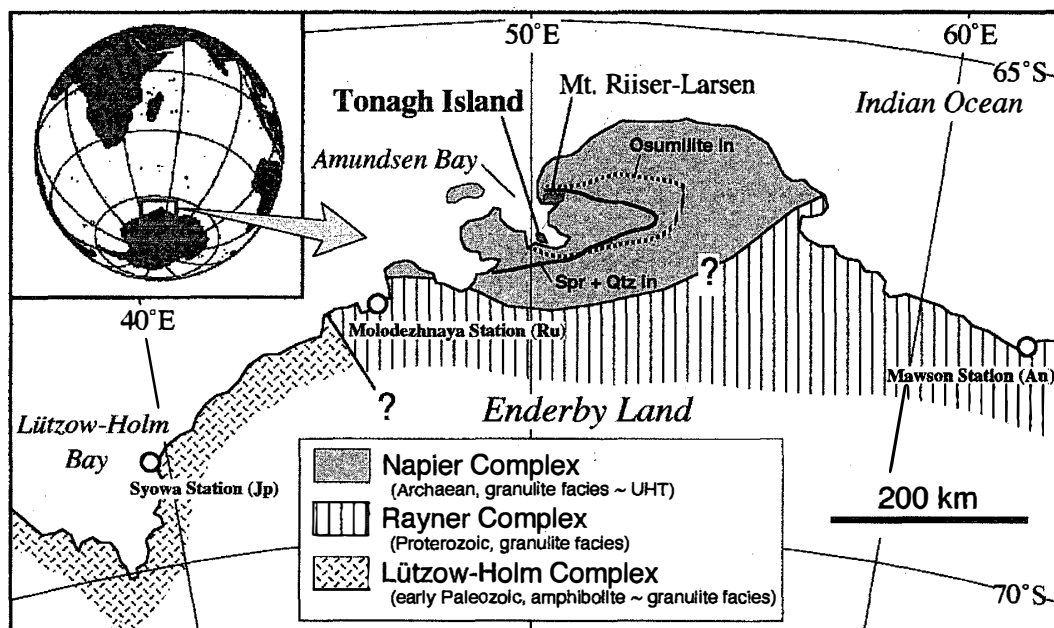 50°E
60°E
65°S
Mt. Riiser-Larsen
Tonagh Island
Indian Ocean
Amundsen Bay
Osumilite in
Spr + Qtz in
?
40°E
Molodezhnaya Station (Ru)
Mawson Station (Au)
?
Enderby Land
Lützow-Holm
Bay
Syowa Station (Jp)
Napier Complex
(Archaean, granulite facies ~ UHT)
Rayner Complex
(Proterozoic, granulite facies)
Lützow-Holm Complex
(early Paleozoic, amphibolite ~ granulite facies)
200 km
70°S